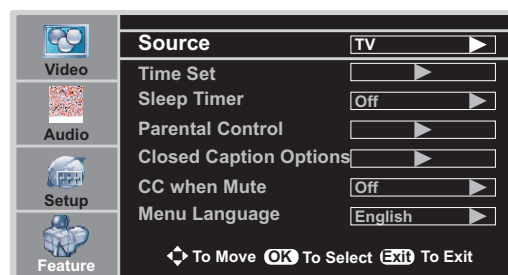 Video
Audio
Setup
Feature
Source TV
Time Set
Sleep Timer Off
Parental Control
Closed Caption Options
CC when Mute Off
Menu Language English
To Move OK To Select Exit To Exit